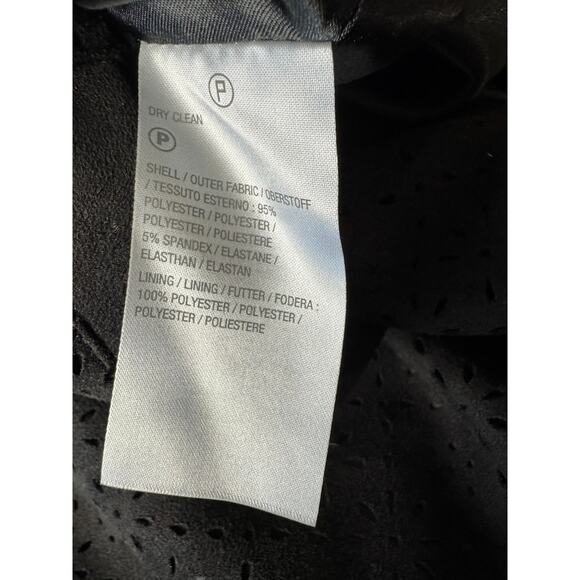 P
DRY CLEAN
P
SHELL / OUTER FABRIC / OBERSTOFF
/ TESSUTO ESTERNO : 95%
POLYESTER / POLYESTER /
POLYESTER / POLIESTERE
5% SPANDEX / ELASTANE /
ELASTHAN / ELASTAN
LINING / LINING / FUTTER / FODERA :
100% POLYESTER / POLYESTER /
POLYESTER / POLIESTERE